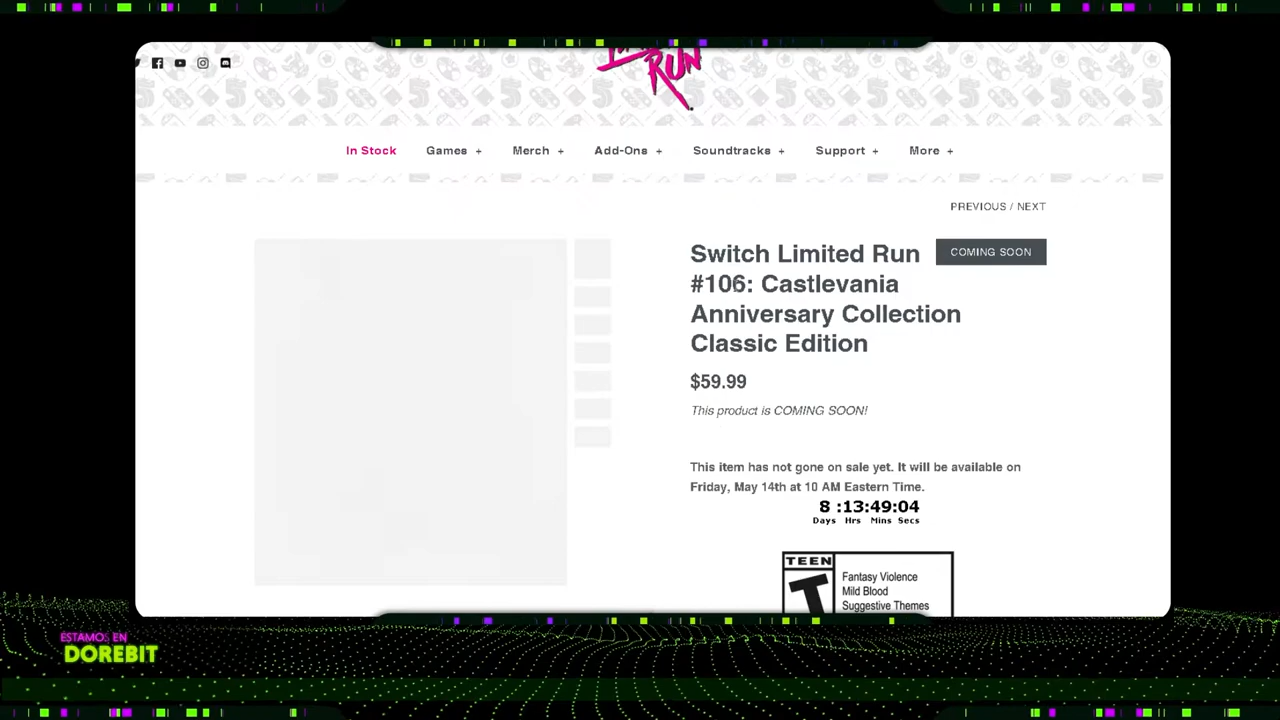 RUN
In Stock Games + Merch + Add-Ons + Soundtracks + Support + More +
PREVIOUS / NEXT
Switch Limited Run
COMING SOON
#106: Castlevania
Anniversary Collection
Classic Edition
$59.99
This product is COMING SOON!
This item has not gone on sale yet. It will be available on
Friday, May 14th at 10 AM Eastern Time.
8 :13:49:04
Days Hrs Mins Secs
TEEN
T
Fantasy Violence
Mild Blood
Suggestive Themes
ESTAMOS EN
DOREBIT